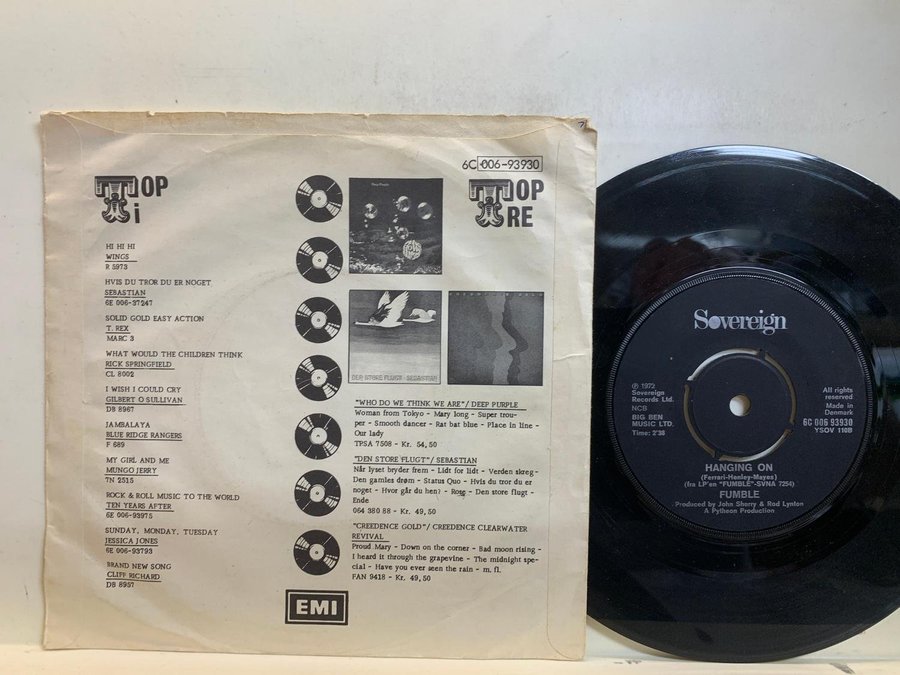 6C 006-93930
TOP
Ti
HI HI HI
WINGS
R 5973
HVIS DU TROR DU ER NOGET
SEBASTIAN
6E 006-37247
SOLID GOLD EASY ACTION
T. REX
MARC 3
WHAT WOULD THE CHILDREN THINK
RICK SPRINGFIELD
CL 8002
I WISH I COULD CRY
GILBERT O SULLIVAN
DB 8967
JAMBALAYA
BLUE RIDGE RANGERS
F 689
MY GIRL AND ME
MUNGO JERRY
7N 2515
ROCK & ROLL MUSIC TO THE WORLD
TEN YEARS AFTER
6E 006-93975
SUNDAY, MONDAY, TUESDAY
JESSICA JONES
6E 006-93793
BRAND NEW SONG
CLIFF RICHARD
DB 8957
TOP
TRE
DEN STORE FLUGT · SEBASTIAN
"WHO DO WE THINK WE ARE"/ DEEP PURPLE
Woman from Tokyo - Mary long - Super trou-
per - Smooth dancer - Rat bat blue - Place in line -
Our lady
TPSA 7508 - Kr. 54,50
"DEN STORE FLUGT"/ SEBASTIAN
Når lyset bryder frem - Lidt for lidt - Verden skreg-
Den gamles drøm - Status Quo - Hvis du tror du er
noget - Hvor går du hen? - Rose - Den store flugt -
Ende
064 380 88 - Kr. 49,50
"CREEDENCE GOLD"/ CREEDENCE CLEARWATER
REVIVAL
Proud Mary - Down on the corner - Bad moon rising -
I heard it through the grapevine - The midnight spe-
cial - Have you ever seen the rain - m. fl.
FAN 9418 - Kr. 49,50
EMI
Sovereign
℗ 1972
Sovereign
Records Ltd.
NCB
BIG BEN
MUSIC LTD.
Time: 2'38
All rights
reserved
Made in
Denmark
6C 006 93930
YSOV 110B
HANGING ON
(Ferrari-Henley-Mayes)
(fra LP'en "FUMBLE"-SVNA 7254)
FUMBLE
Produced by John Sherry & Rod Lynton
A Pytheon Production